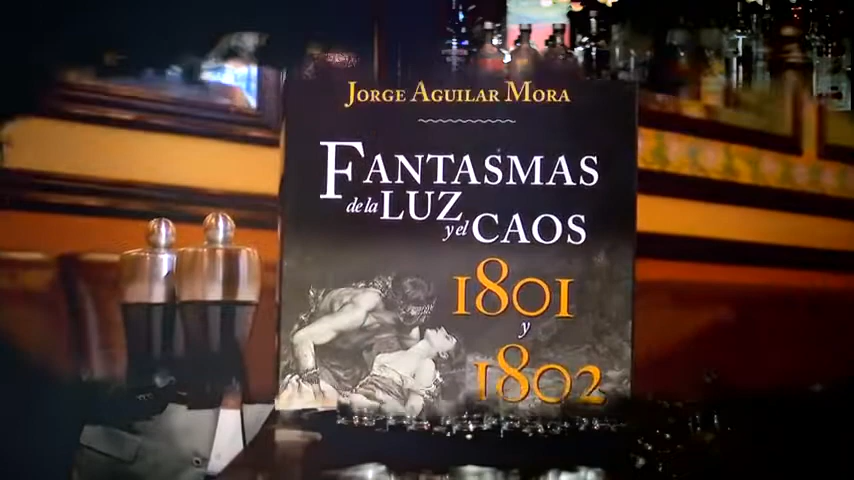 JORGE AGUILAR MORA
FANTASMAS
de la LUZ
y el CAOS
1801
y
1802